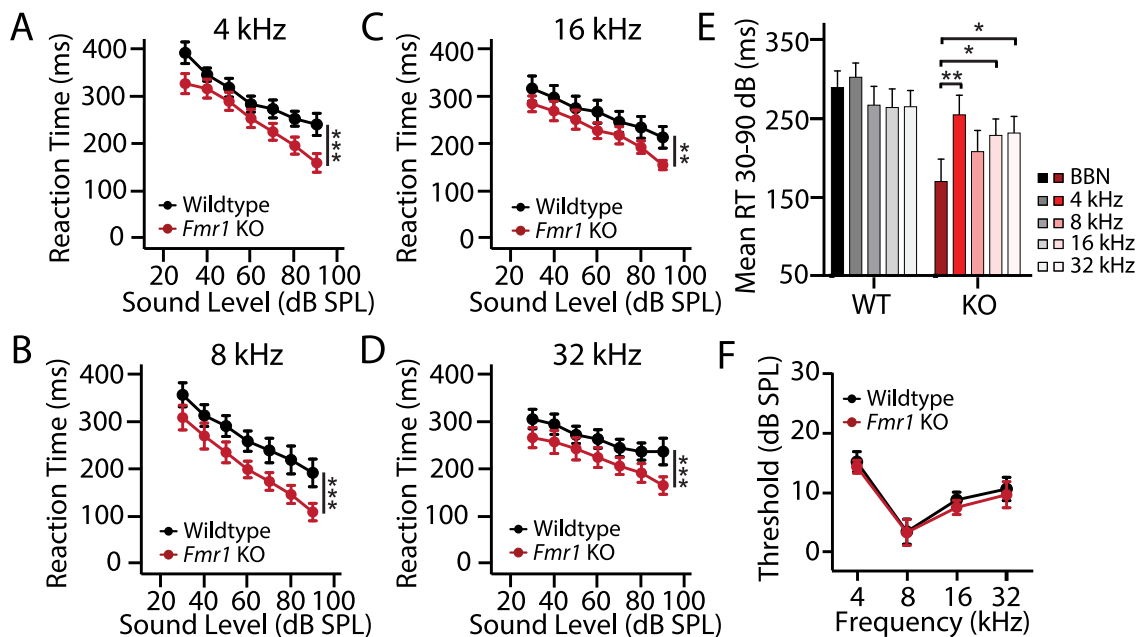 A
4 kHz
Reaction Time (ms)
400
300
200
100
0
***
Wildtype
Fmr1 KO
20 40 60 80 100
Sound Level (dB SPL)
C
16 kHz
Reaction Time (ms)
400
300
200
100
0
**
Wildtype
Fmr1 KO
20 40 60 80 100
Sound Level (dB SPL)
E
Mean RT 30-90 dB
350
250
150
50
*
*
**
WT KO
BBN
4 kHz
8 kHz
16 kHz
32 kHz
B
8 kHz
Reaction Time (ms)
400
300
200
100
0
***
Wildtype
Fmr1 KO
20 40 60 80 100
Sound Level (dB SPL)
D
32 kHz
Reaction Time (ms)
400
300
200
100
0
***
Wildtype
Fmr1 KO
20 40 60 80 100
Sound Level (dB SPL)
F
Threshold (dB SPL)
30
20
10
0
Wildtype
Fmr1 KO
4 8 16 32
Frequency (kHz)